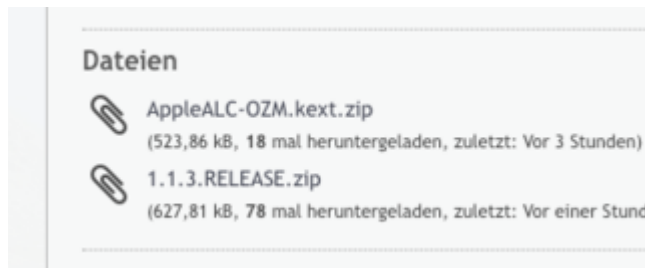 Dateien
AppleALC-OZM.kext.zip
(523,86 kB, 18 mal heruntergeladen, zuletzt: Vor 3 Stunden)
1.1.3.RELEASE.zip
(627,81 kB, 78 mal heruntergeladen, zuletzt: Vor einer Stund